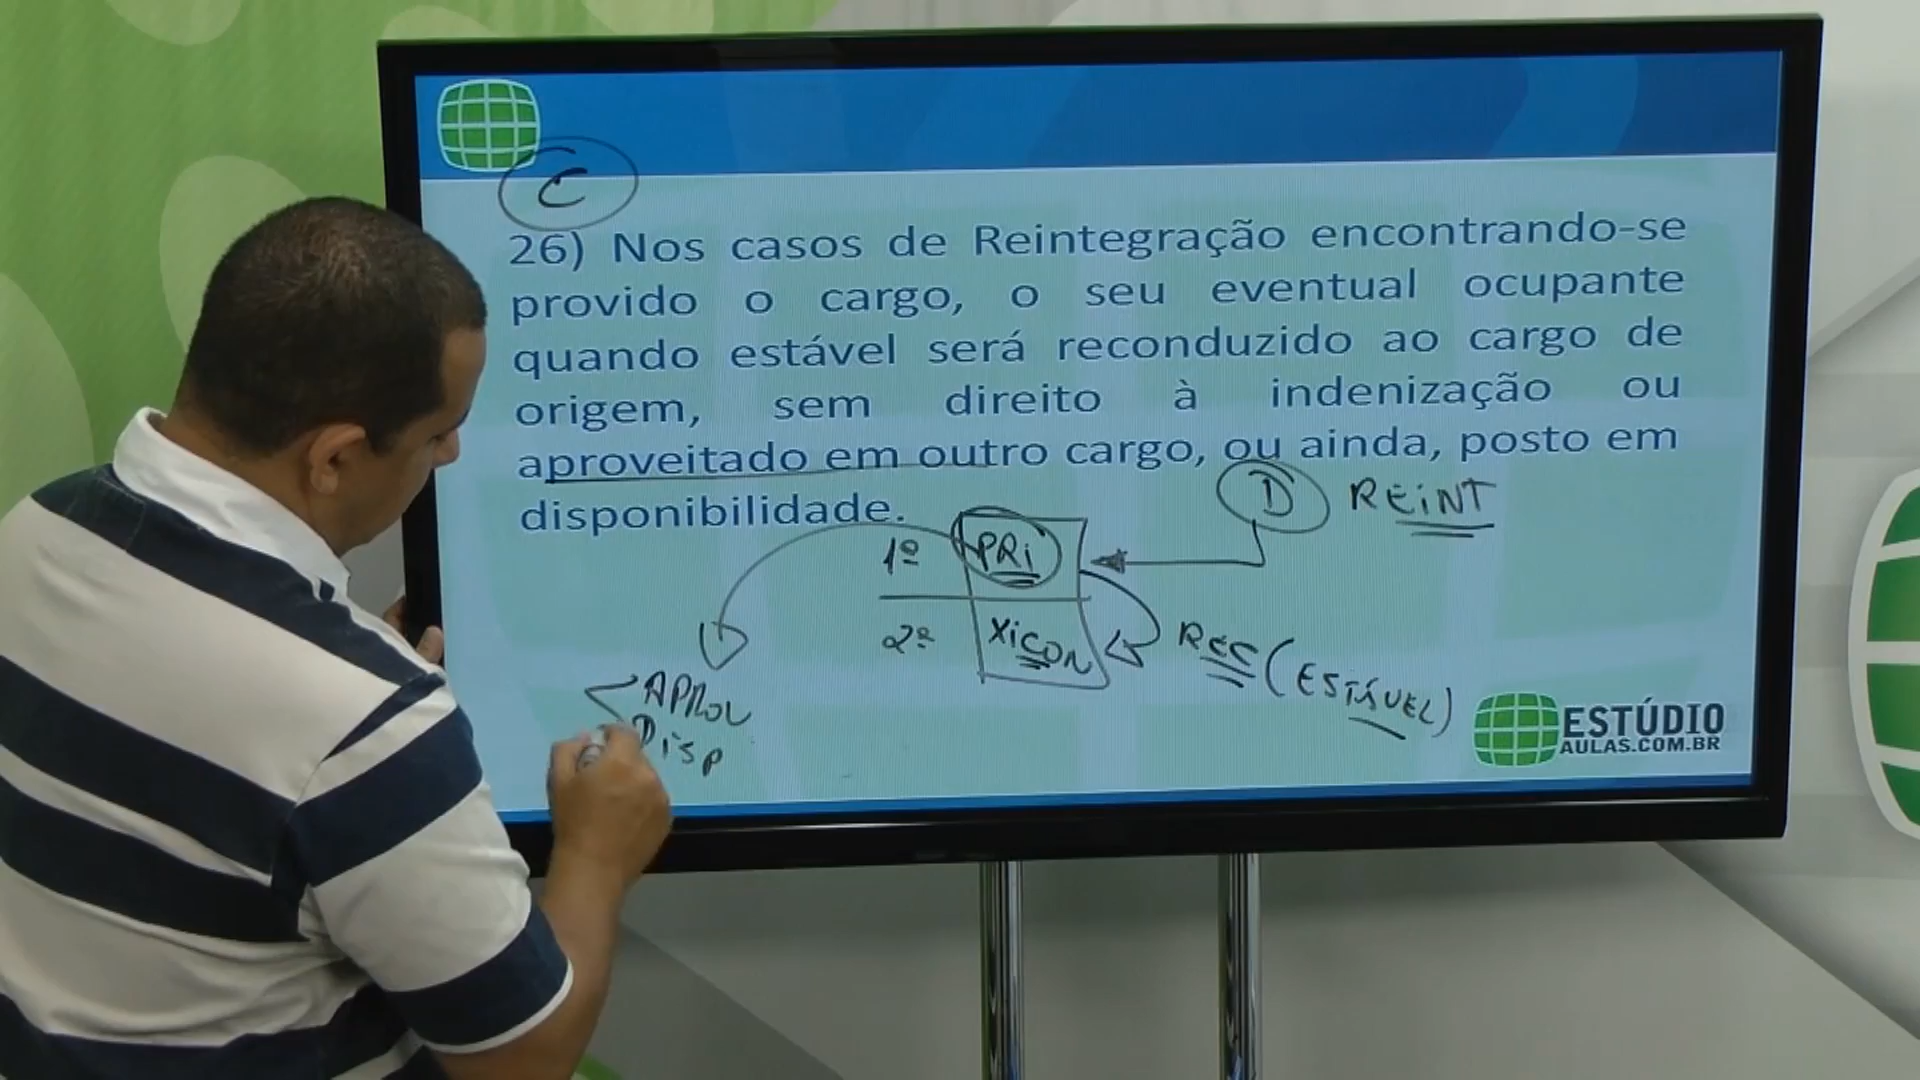 C
26) Nos casos de Reintegração encontrando-se
provido o cargo, o seu eventual ocupante
quando estável será reconduzido ao cargo de
origem, sem direito à indenização ou
aproveitado em outro cargo, ou ainda, posto em
disponibilidade.
D REINT
1º PRi
2º XiCON REC (ESTÁVEL)
APROV
Disp
ESTÚDIO
AULAS.COM.BR